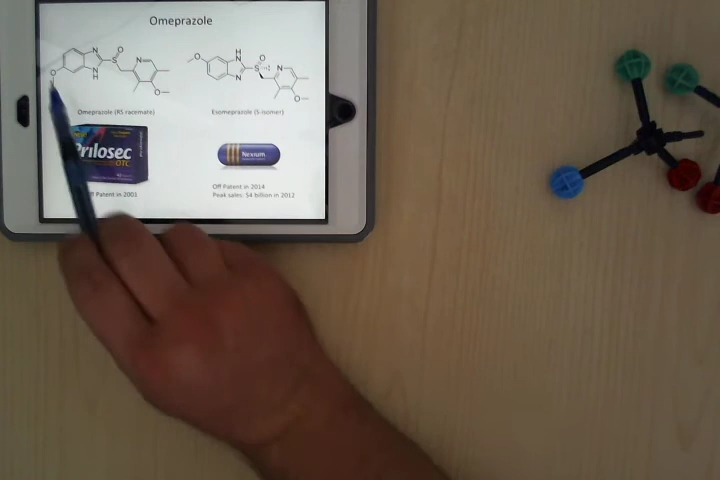 Omeprazole
Omeprazole (RS racemate)
Esomeprazole (S-isomer)
Prilosec
OTC
Nexium
Patent in 2001
Off Patent in 2014
Peak sales: $4 billion in 2012